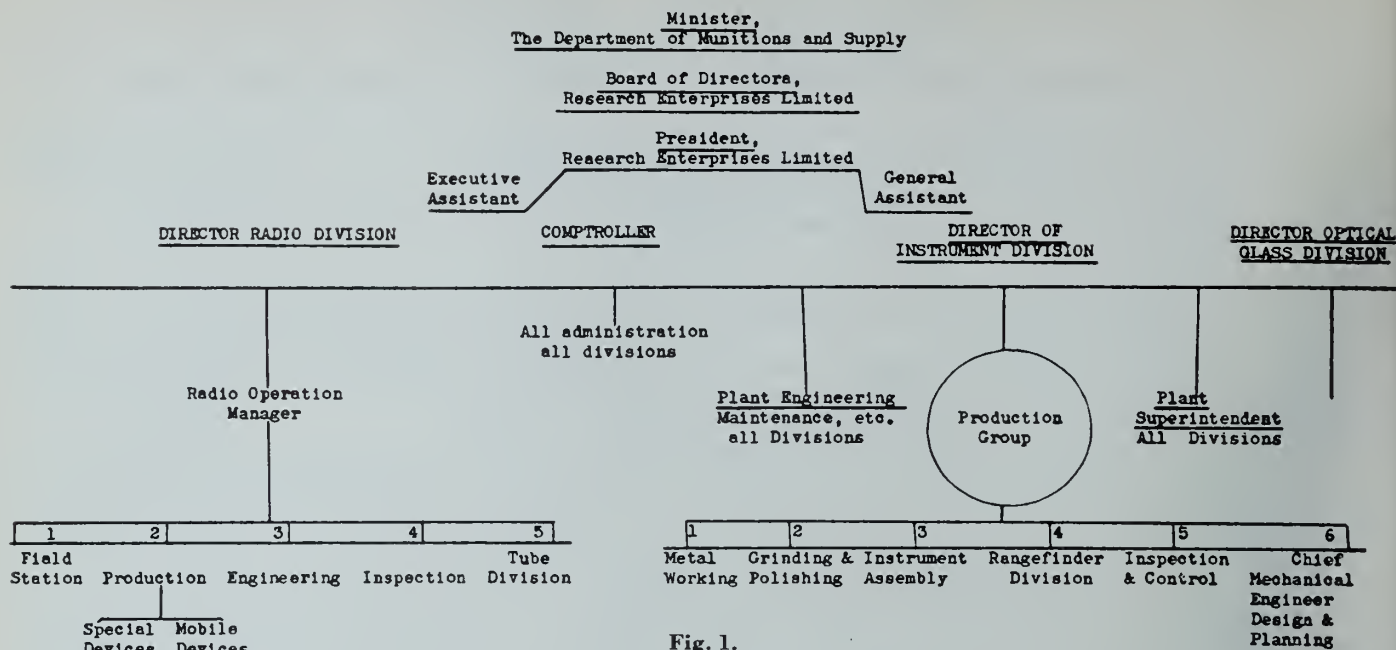 Minister,
The Department of Munitions and Supply
Board of Directors,
Research Enterprises Limited
President,
Research Enterprises Limited
Executive
Assistant
General
Assistant
DIRECTOR RADIO DIVISION
COMPTROLLER
DIRECTOR OF
INSTRUMENT DIVISION
DIRECTOR OPTICAL
GLASS DIVISION
All administration
all divisions
Radio Operation
Manager
Plant Engineering
Maintenance, etc.
all Divisions
Production
Group
Plant
Superintendent
All Divisions
1 2 3 4 5
Field
Station
Production
Engineering
Inspection
Tube
Division
Special
Devices
Mobile
Devices
1 2 3 4 5 6
Metal
Working
Grinding &
Polishing
Instrument
Assembly
Rangefinder
Division
Inspection
& Control
Chief
Mechanical
Engineer
Design &
Planning
Fig. 1.